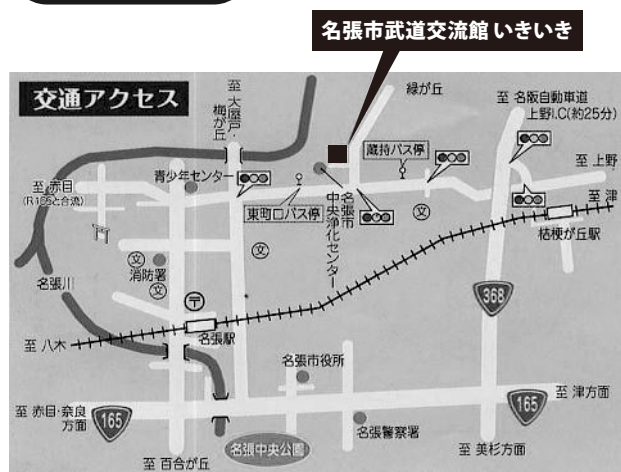 名張市武道交流館 いきいき
交通アクセス
至 大屋戸・
梅が丘
緑が丘
至 名阪自動車道
上野I.C(約25分)
蔵持バス停
至 上野
青少年センター
至 赤目
(R165と合流)
東町口バス停
名張市
中央浄化センター
文
至 津
桔梗が丘駅
文
文
消防署
文
名張川
368
〒
名張駅
至 八木
名張市役所
至 赤目・奈良
方面
165
165
至 津方面
名張中央公園
名張警察署
至 百合が丘
至 美杉方面